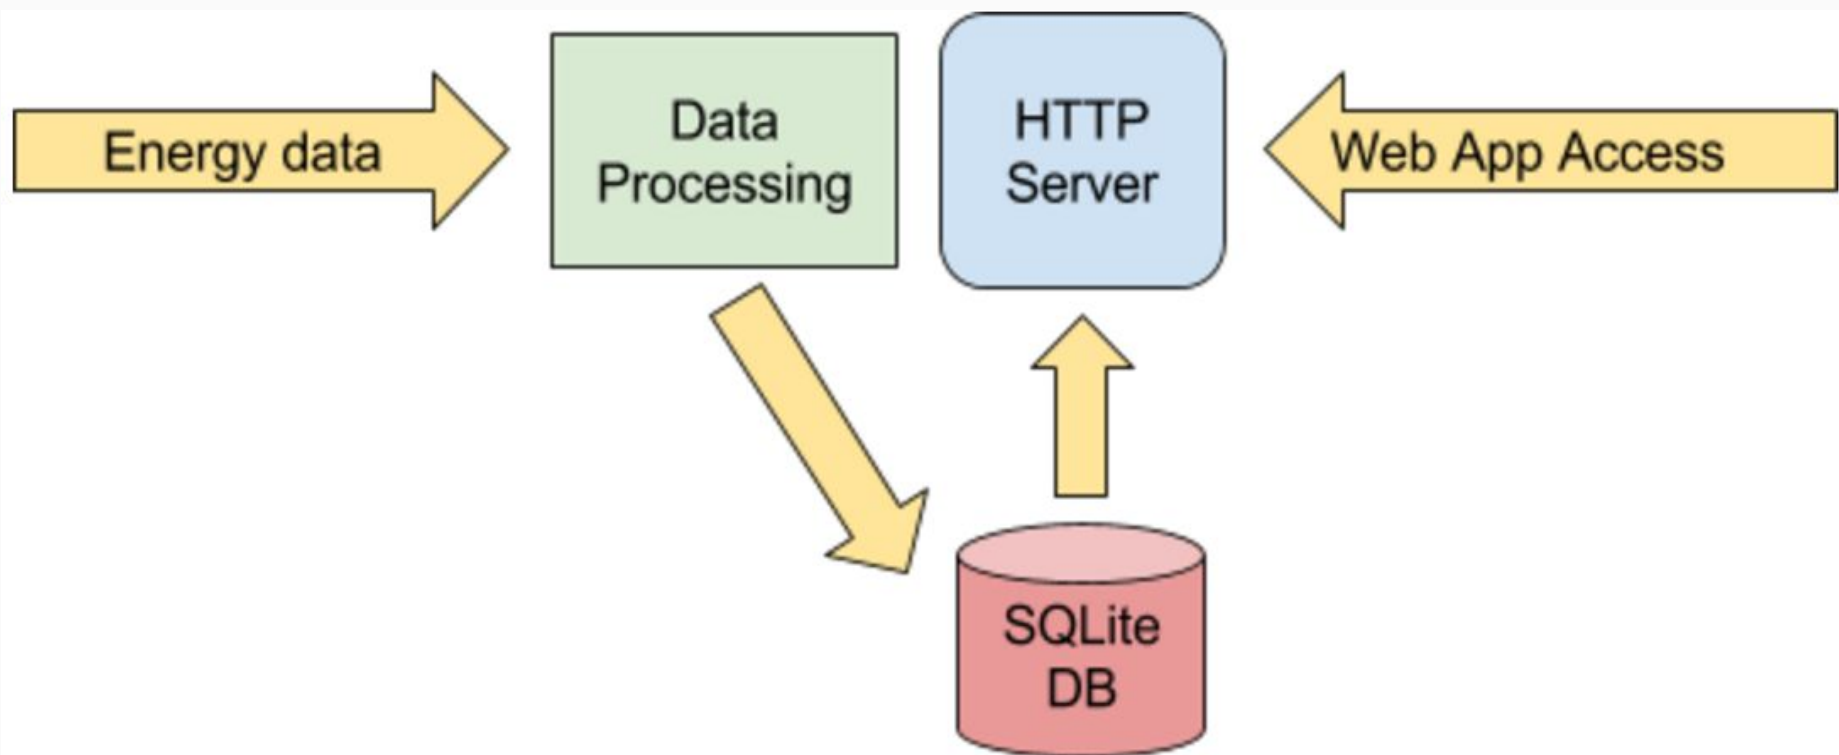 Energy data
Data
Processing
HTTP
Server
Web App Access
SQLite
DB